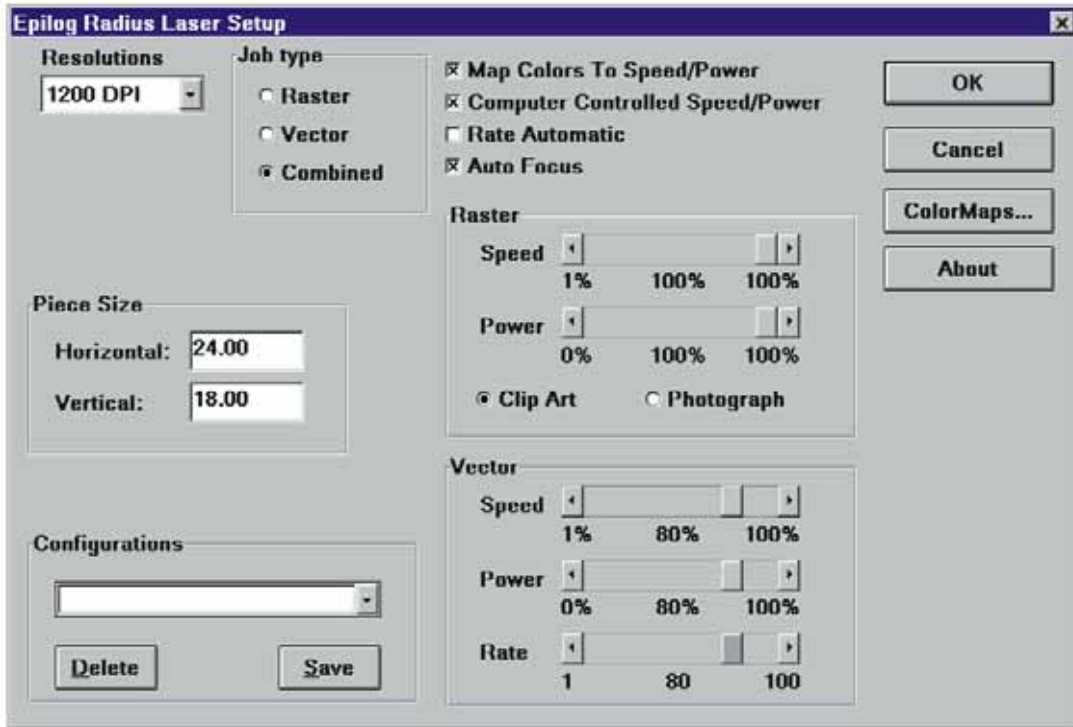 Epilog Radius Laser Setup
Resolutions
1200 DPI
Job type
Raster
Vector
Combined
Map Colors To Speed/Power
Computer Controlled Speed/Power
Rate Automatic
Auto Focus
OK
Cancel
ColorMaps...
About
Piece Size
Horizontal: 24.00
Vertical: 18.00
Raster
Speed
1% 100% 100%
Power
0% 100% 100%
Clip Art Photograph
Vector
Speed
1% 80% 100%
Power
0% 80% 100%
Rate
1 80 100
Configurations
Delete Save